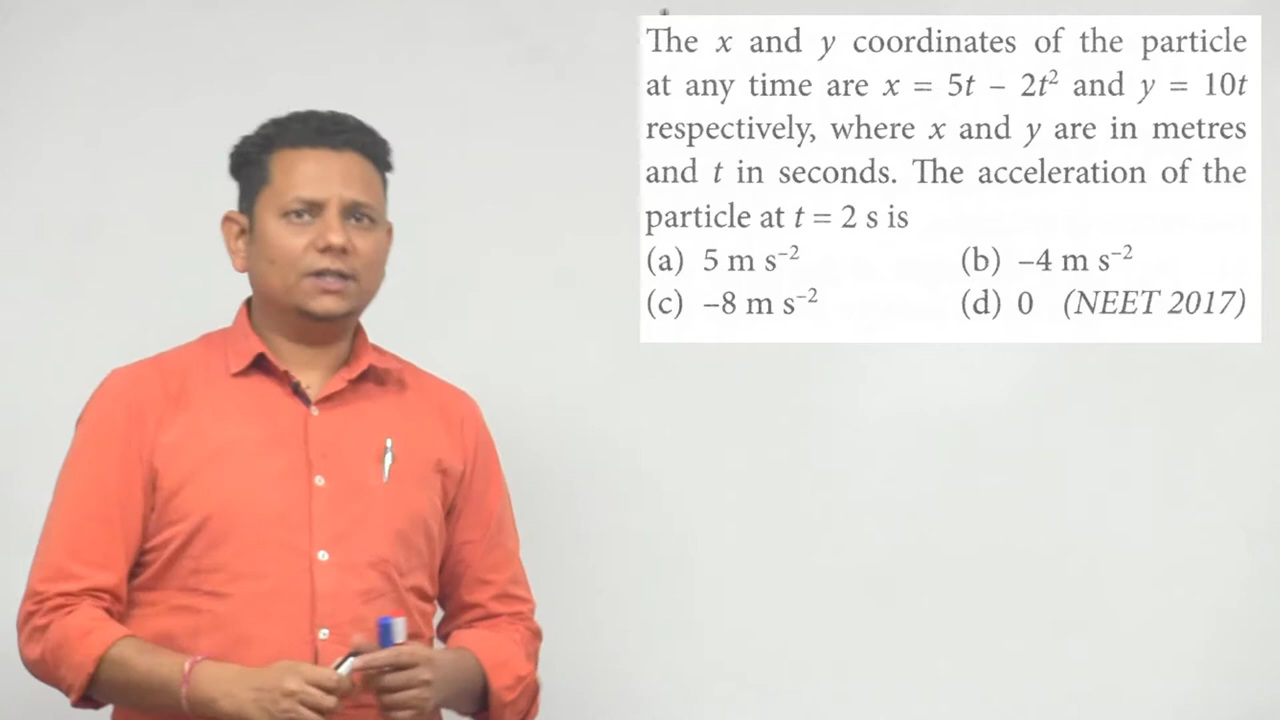 The x and y coordinates of the particle
at any time are x = 5t – 2t² and y = 10t
respectively, where x and y are in metres
and t in seconds. The acceleration of the
particle at t = 2 s is
(a) 5 m s⁻² (b) –4 m s⁻²
(c) –8 m s⁻² (d) 0 (NEET 2017)